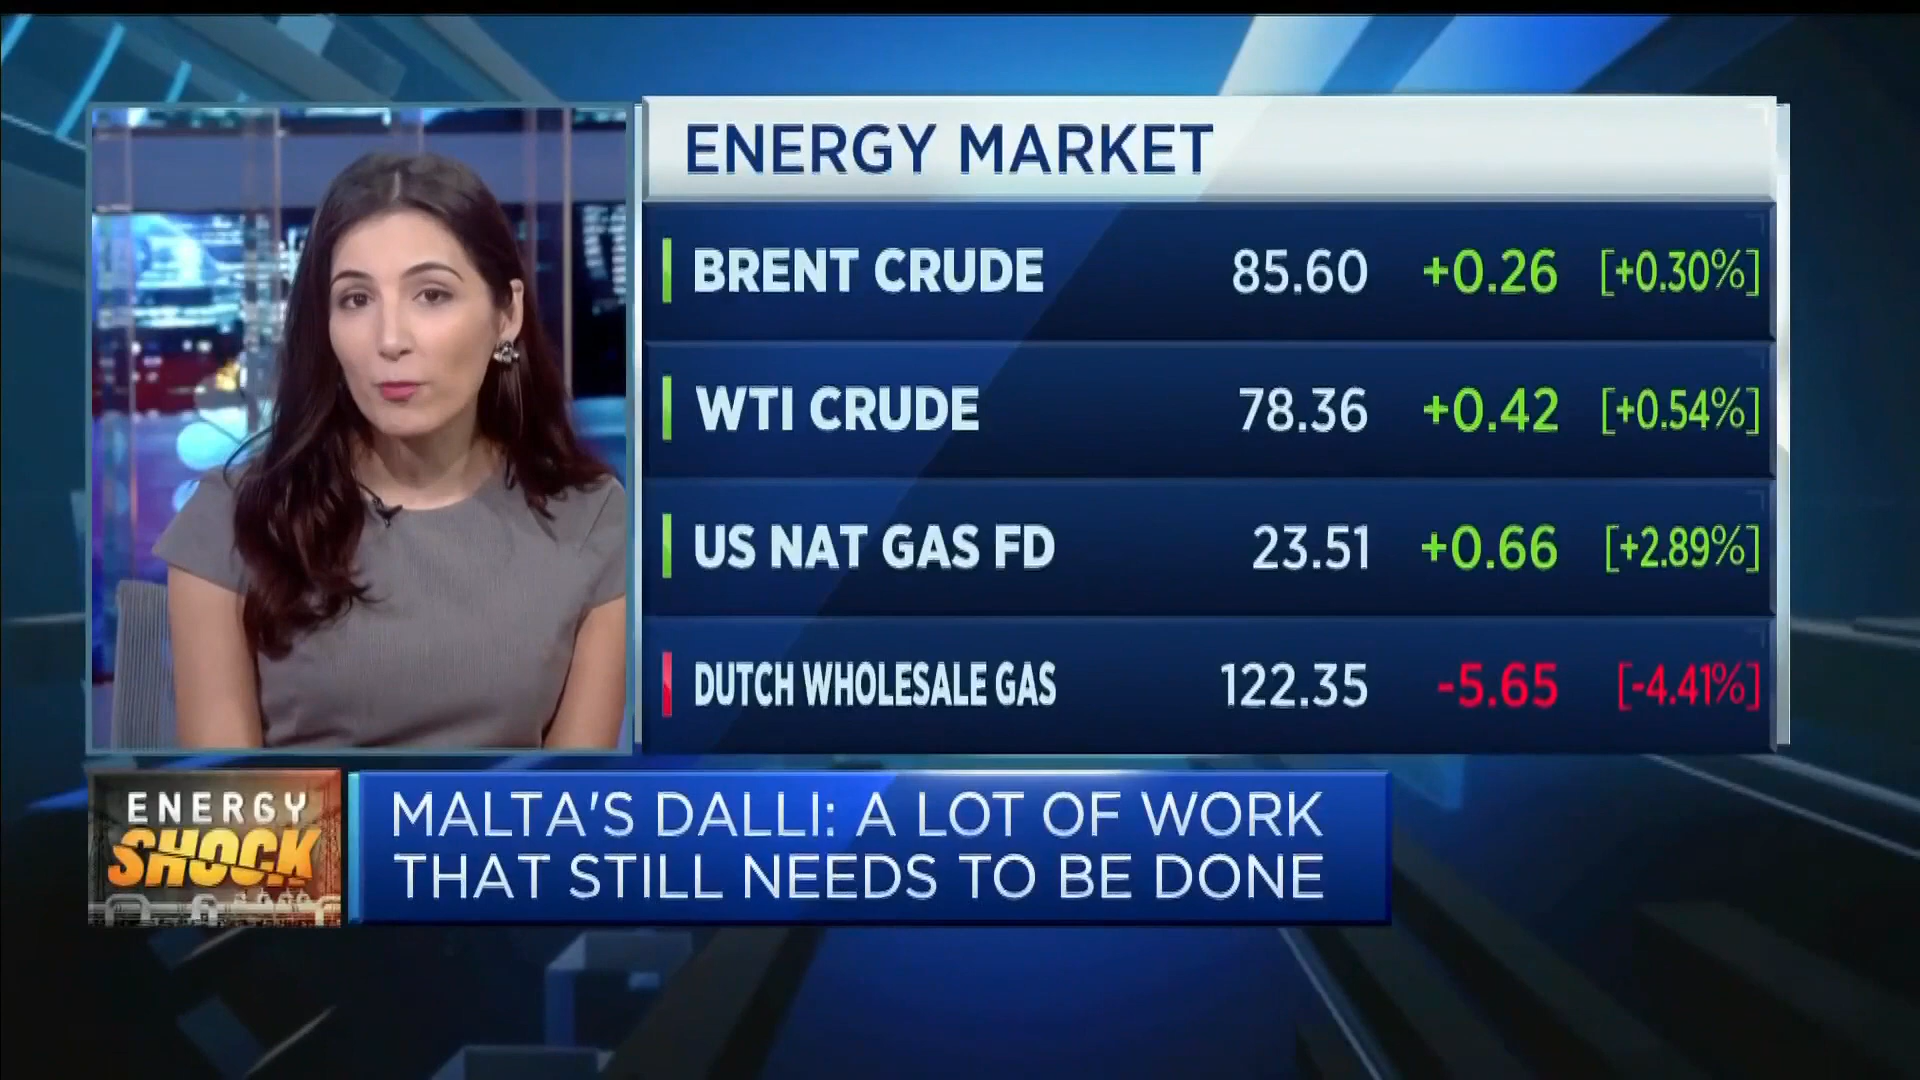 ENERGY MARKET
BRENT CRUDE 85.60 +0.26 [+0.30%]
WTI CRUDE 78.36 +0.42 [+0.54%]
US NAT GAS FD 23.51 +0.66 [+2.89%]
DUTCH WHOLESALE GAS 122.35 -5.65 [-4.41%]
ENERGY
SHOCK
MALTA'S DALLI: A LOT OF WORK
THAT STILL NEEDS TO BE DONE